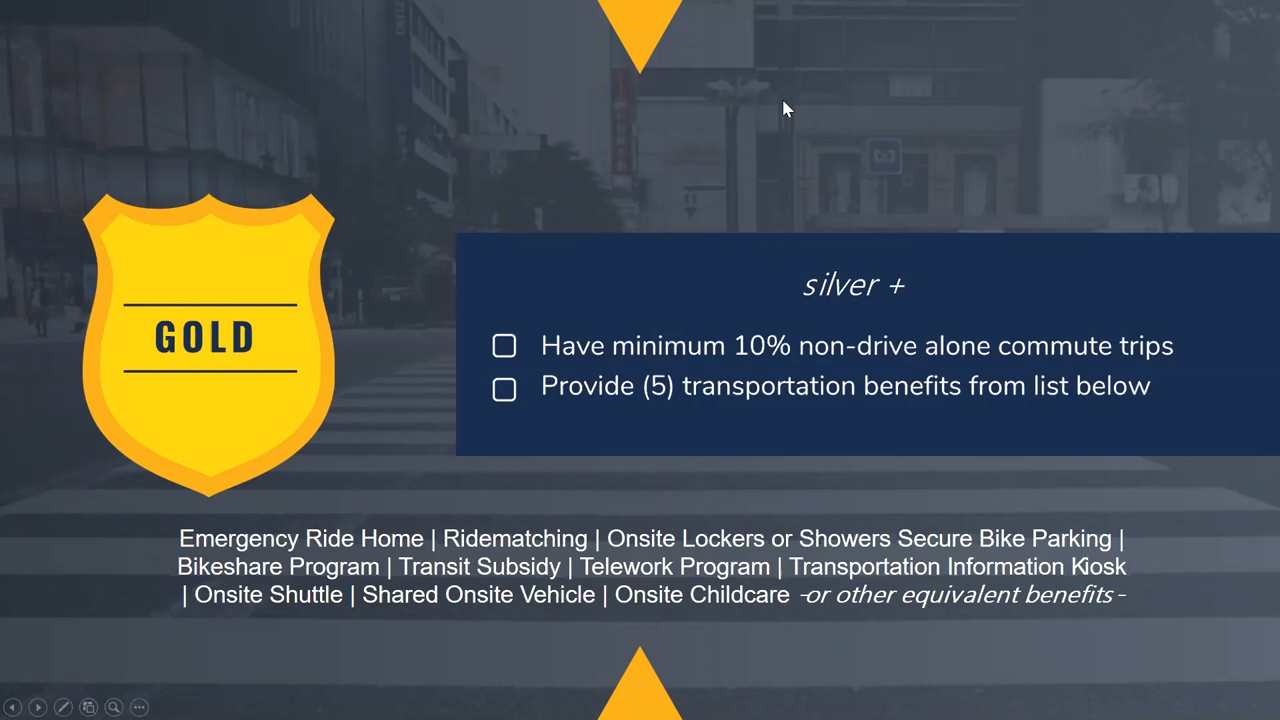 silver +
GOLD
Have minimum 10% non-drive alone commute trips
Provide (5) transportation benefits from list below
Emergency Ride Home | Ridematching | Onsite Lockers or Showers Secure Bike Parking |
Bikeshare Program | Transit Subsidy | Telework Program | Transportation Information Kiosk
| Onsite Shuttle | Shared Onsite Vehicle | Onsite Childcare -or other equivalent benefits-